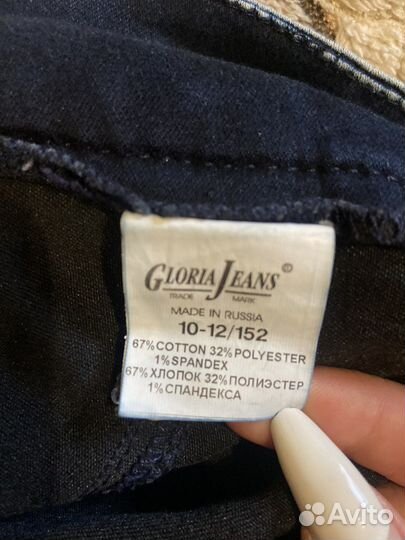 GLORIA JEANS®
TRADE MARK
MADE IN RUSSIA
10-12/152
67%COTTON 32%POLYESTER
1%SPANDEX
67%ХЛОПОК 32%ПОЛИЭСТЕР
1%СПАНДЕКСА
Avito